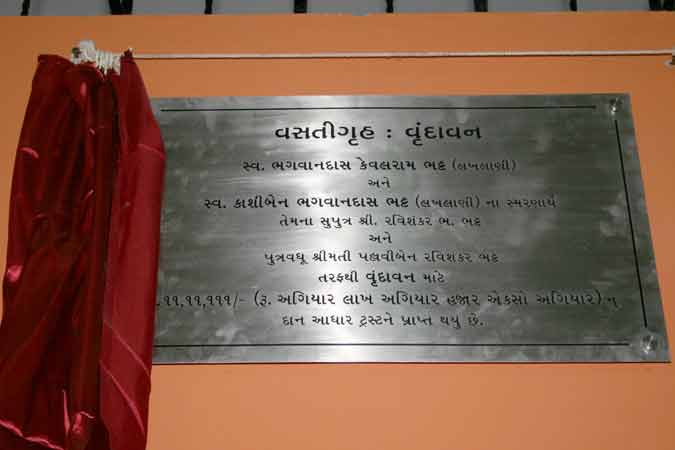 વસતીગૃહ : વૃંદાવન
સ્વ. ભગવાનદાસ કેવલરામ ભટ્ટ (લખલાણી)
અને
સ્વ. કાશીબેન ભગવાનદાસ ભટ્ટ (લખલાણી) ના સ્મરણાર્થે
તેમના સુપુત્ર શ્રી. રવિશંકર ભ. ભટ્ટ
અને
પુત્રવધૂ શ્રીમતી પલ્લવીબેન રવિશંકર ભટ્ટ
તરફથી વૃંદાવન માટે
. ૧૧,૧૧,૧૧૧/- (રૂ. અગિયાર લાખ અગિયાર હજાર એકસો અગિયાર) નુ
દાન આધાર ટ્રસ્ટને પ્રાપ્ત થયુ છે.